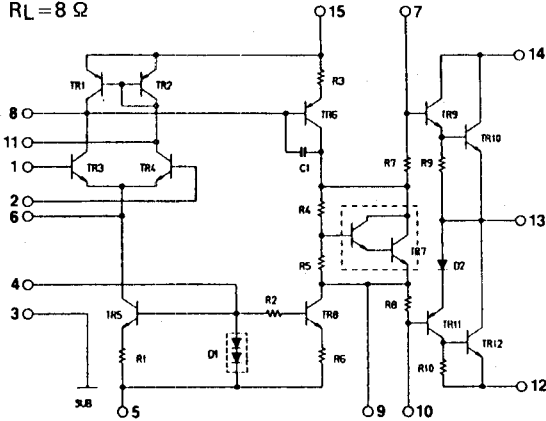 RL=8 Ω
15 7
14
TR1 TR2 R3
8 TR6 TR9 TR10
11
C1
1 TR3 TR4 R7 R9
2
6 R4 13
TR7
R5 D2
4 R2 R8
3 TR5 TR8 TR11 TR12
R1 D1 R6 R10
SUB 12
5 9 10